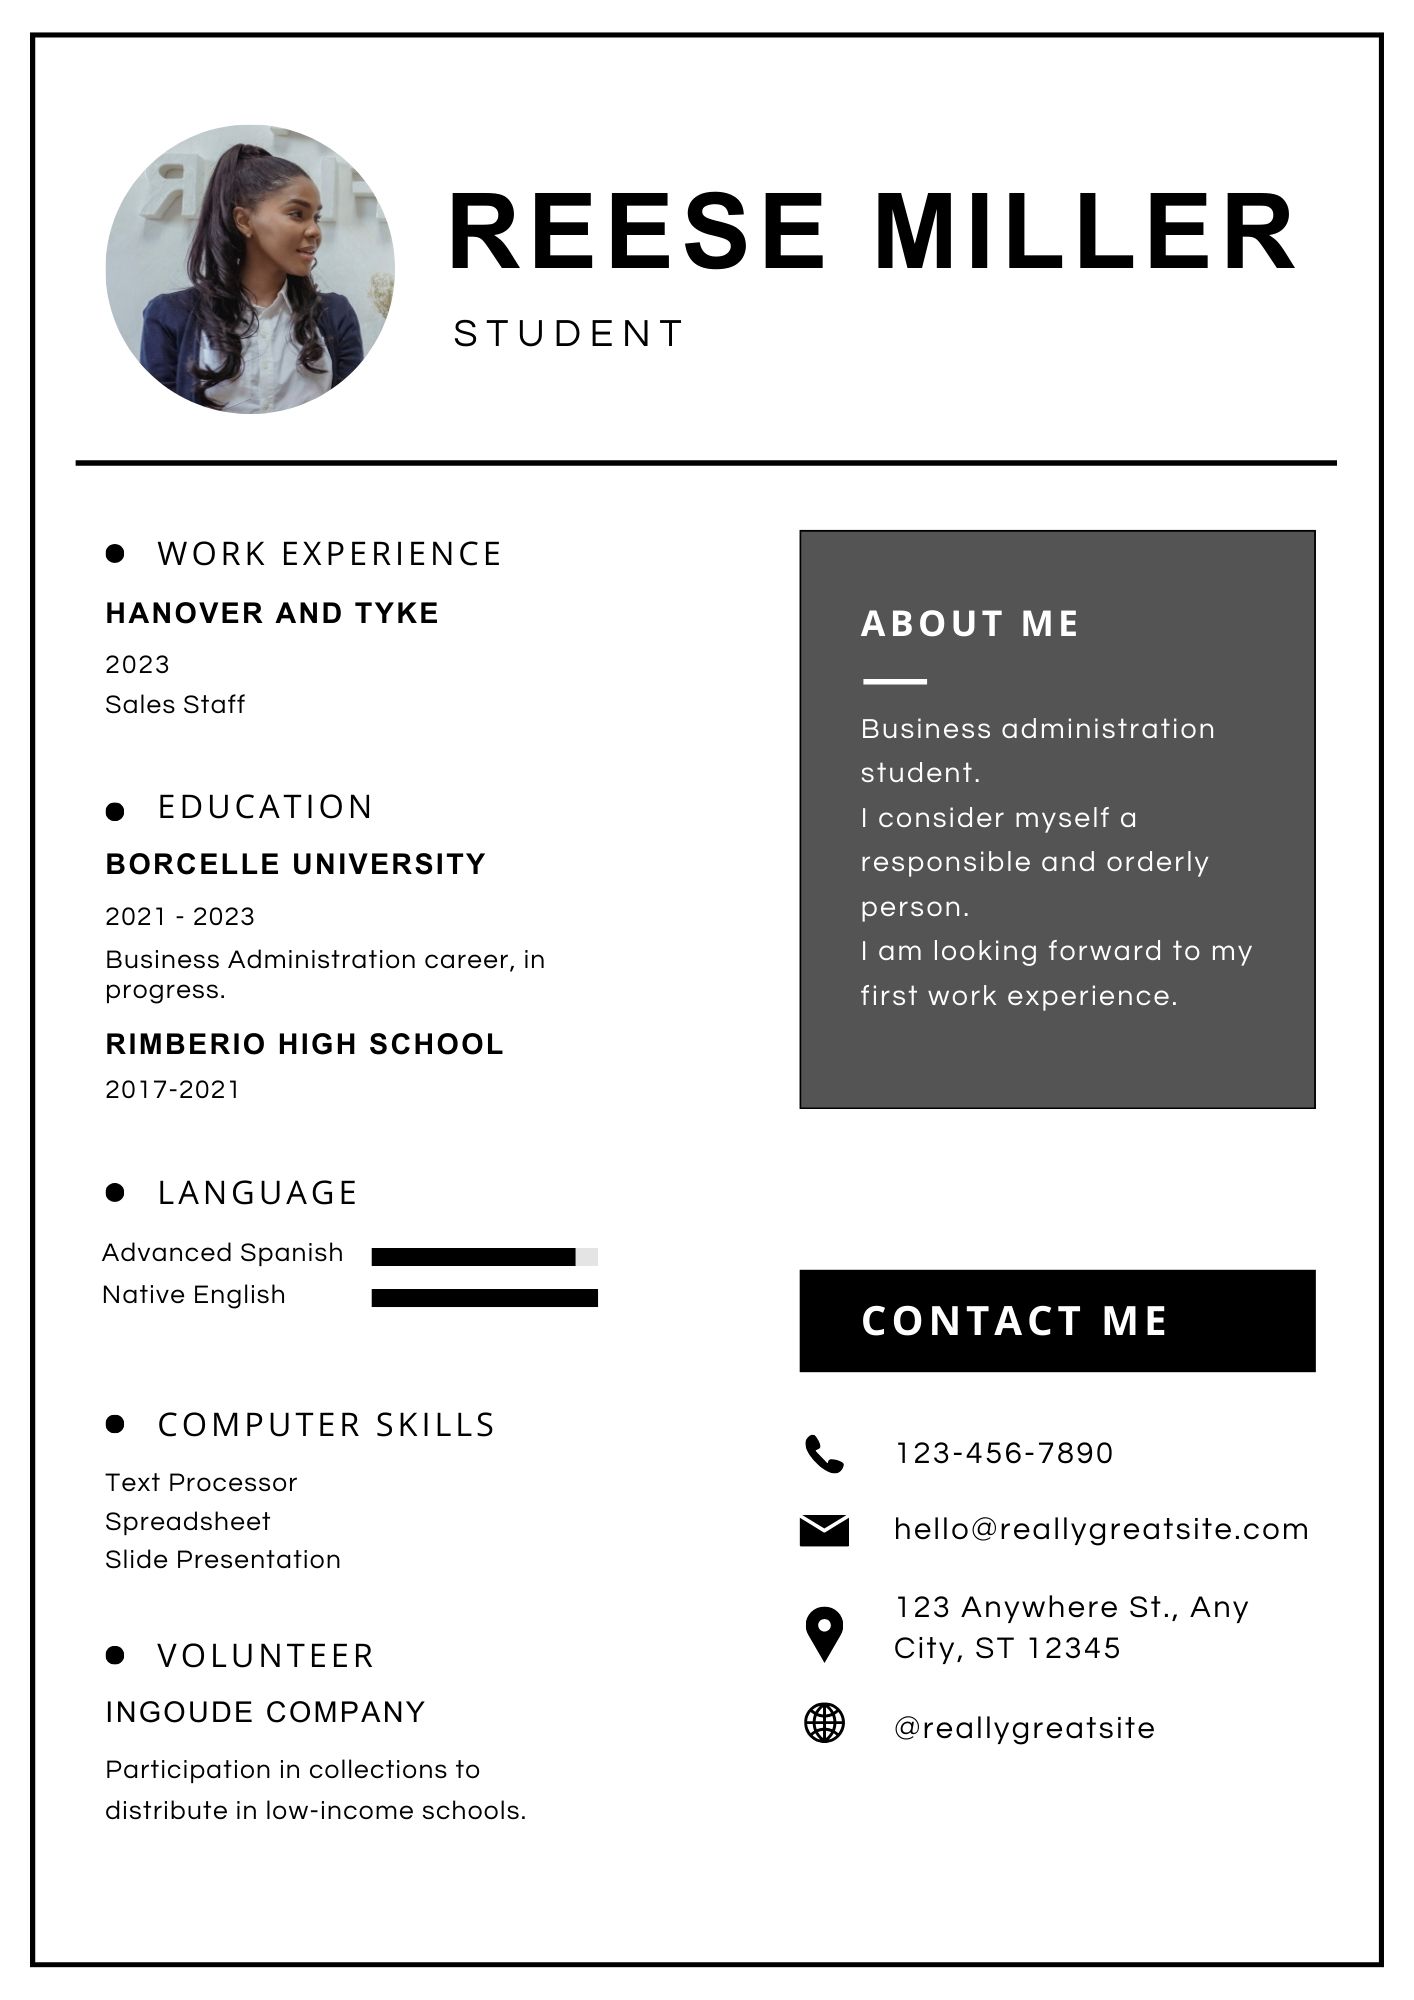 REESE MILLER
STUDENT
WORK EXPERIENCE
HANOVER AND TYKE
2023
Sales Staff
EDUCATION
BORCELLE UNIVERSITY
2021 - 2023
Business Administration career, in
progress.
RIMBERIO HIGH SCHOOL
2017-2021
LANGUAGE
Advanced Spanish
Native English
COMPUTER SKILLS
Text Processor
Spreadsheet
Slide Presentation
VOLUNTEER
INGOUDE COMPANY
Participation in collections to
distribute in low-income schools.
ABOUT ME
Business administration
student.
I consider myself a
responsible and orderly
person.
I am looking forward to my
first work experience.
CONTACT ME
123-456-7890
hello@reallygreatsite.com
123 Anywhere St., Any
City, ST 12345
@reallygreatsite